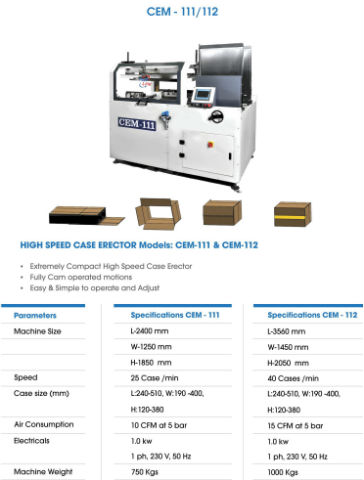 CEM - 111/112
CEM-111
HIGH SPEED CASE ERECTOR Models: CEM-111 & CEM-112
• Extremely Compact High Speed Case Erector
• Fully Cam operated motions
• Easy & Simple to operate and Adjust
Parameters Specifications CEM - 111 Specifications CEM - 112
Machine Size L-2400 mm L-3560 mm
W-1250 mm W-1450 mm
H-1850 mm H-2050 mm
Speed 25 Case /min 40 Cases /min
Case size (mm) L:240-510, W:190 -400, L:240-510, W:190 -400,
H:120-380 H:120-380
Air Consumption 10 CFM at 5 bar 15 CFM at 5 bar
Electricals 1.0 kw 1.0 kw
1 ph, 230 V, 50 Hz 1 ph, 230 V, 50 Hz
Machine Weight 750 Kgs 1000 Kgs